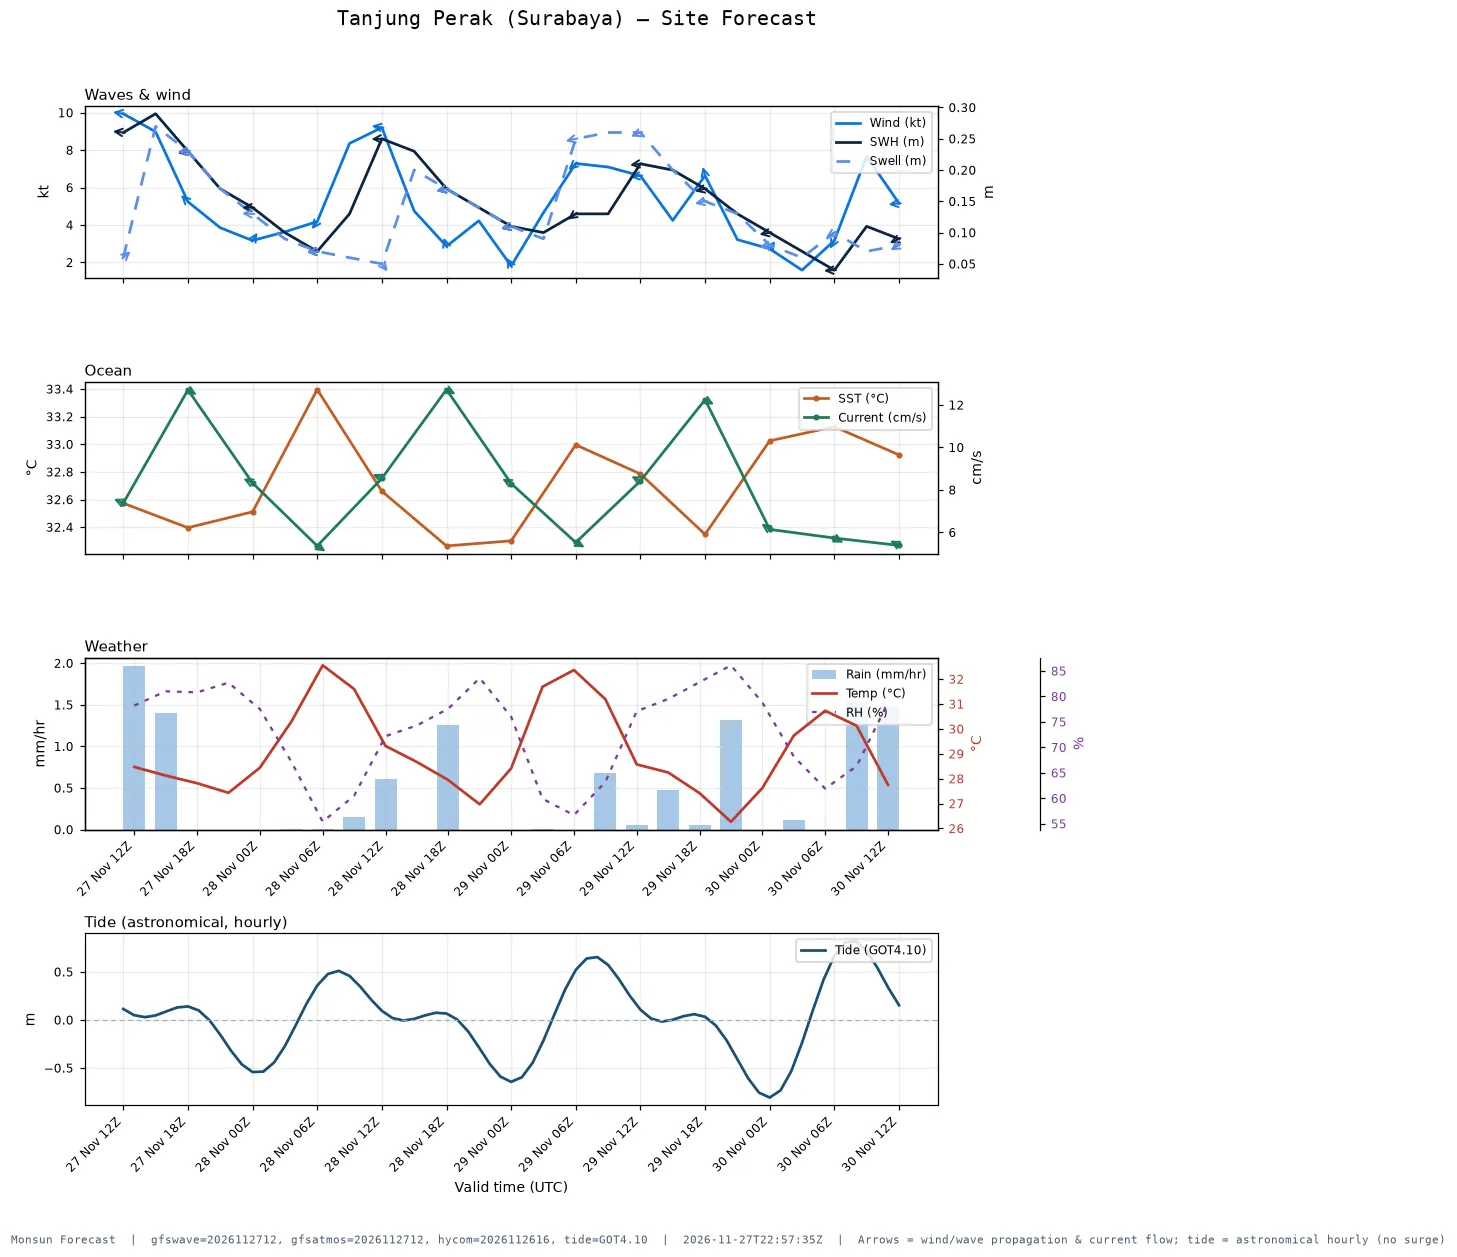 Tanjung Perak (Surabaya) — Site Forecast
Waves & wind
10
8
6
4
2
kt
0.30
0.25
0.20
0.15
0.10
0.05
m
Wind (kt)
SWH (m)
Swell (m)
Ocean
33.4
33.2
33.0
32.8
32.6
32.4
°C
12
10
8
6
cm/s
SST (°C)
Current (cm/s)
Weather
2.0
1.5
1.0
0.5
0.0
mm/hr
32
31
30
29
28
27
26
°C
85
80
75
70
65
60
55
%
Rain (mm/hr)
Temp (°C)
RH (%)
27 Nov 12Z
27 Nov 18Z
28 Nov 00Z
28 Nov 06Z
28 Nov 12Z
28 Nov 18Z
29 Nov 00Z
29 Nov 06Z
29 Nov 12Z
29 Nov 18Z
30 Nov 00Z
30 Nov 06Z
30 Nov 12Z
Tide (astronomical, hourly)
0.5
0.0
−0.5
m
Tide (GOT4.10)
27 Nov 12Z
27 Nov 18Z
28 Nov 00Z
28 Nov 06Z
28 Nov 12Z
28 Nov 18Z
29 Nov 00Z
29 Nov 06Z
29 Nov 12Z
29 Nov 18Z
30 Nov 00Z
30 Nov 06Z
30 Nov 12Z
Valid time (UTC)
Monsun Forecast | gfswave=2026112712, gfsatmos=2026112712, hycom=2026112616, tide=GOT4.10 | 2026-11-27T22:57:35Z | Arrows = wind/wave propagation & current flow; tide = astronomical hourly (no surge)